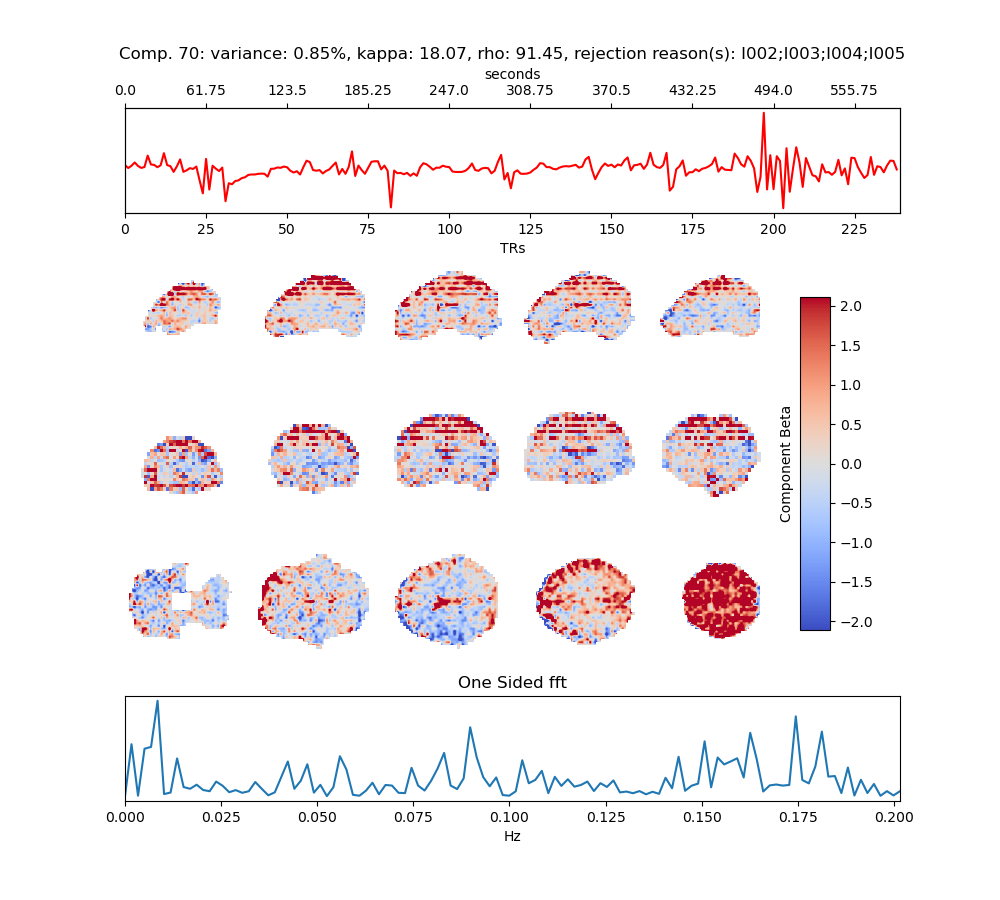 Comp. 70: variance: 0.85%, kappa: 18.07, rho: 91.45, rejection reason(s): I002;I003;I004;I005
seconds
0.0 61.75 123.5 185.25 247.0 308.75 370.5 432.25 494.0 555.75
0 25 50 75 100 125 150 175 200 225
TRs
2.0
1.5
1.0
0.5
0.0
−0.5
−1.0
−1.5
−2.0
Component Beta
One Sided fft
0.000 0.025 0.050 0.075 0.100 0.125 0.150 0.175 0.200
Hz